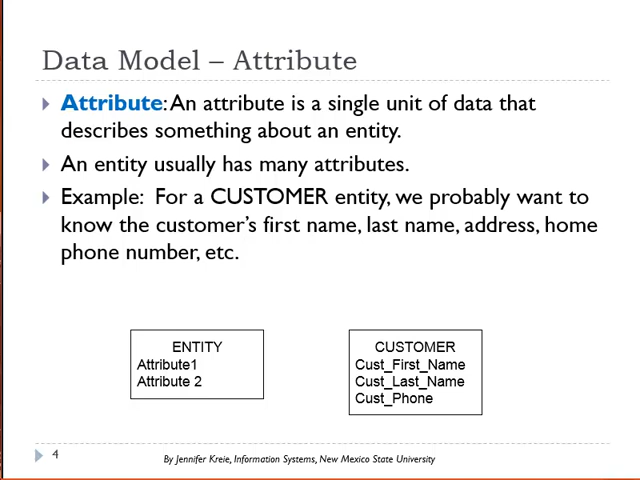 Data Model – Attribute
Attribute: An attribute is a single unit of data that
describes something about an entity.
An entity usually has many attributes.
Example: For a CUSTOMER entity, we probably want to
know the customer's first name, last name, address, home
phone number, etc.
ENTITY
Attribute1
Attribute 2
CUSTOMER
Cust_First_Name
Cust_Last_Name
Cust_Phone
4
By Jennifer Kreie, Information Systems, New Mexico State University